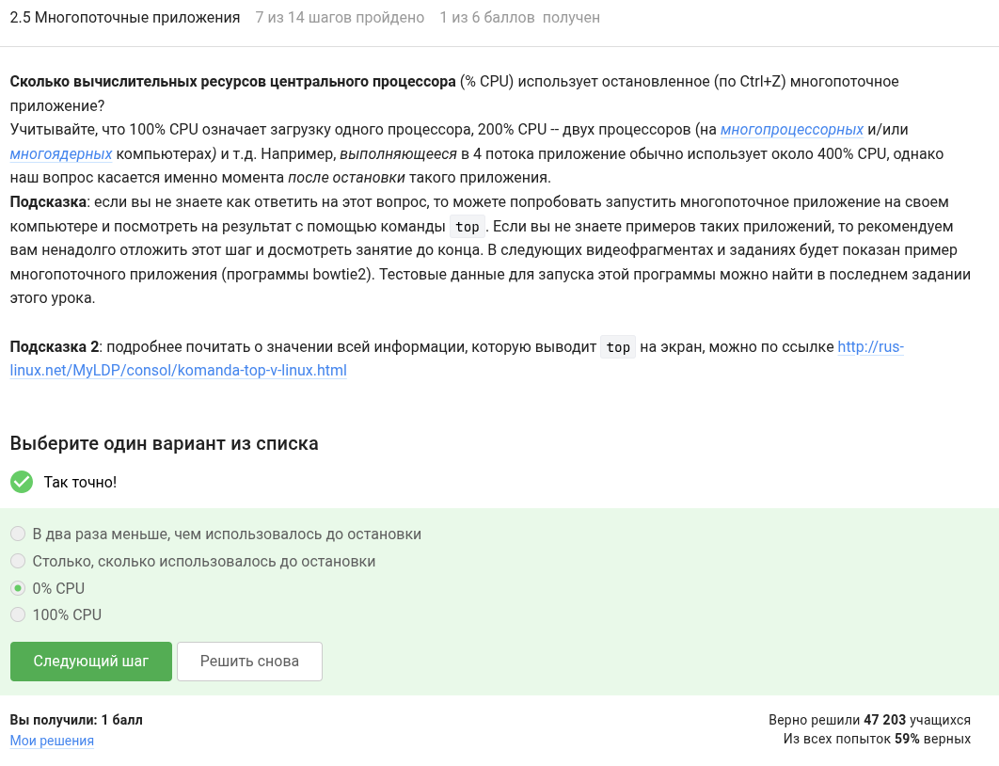 2.5 Многопоточные приложения 7 из 14 шагов пройдено 1 из 6 баллов получен
Сколько вычислительных ресурсов центрального процессора (% CPU) использует остановленное (по Ctrl+Z) многопоточное
приложение?
Учитывайте, что 100% CPU означает загрузку одного процессора, 200% CPU -- двух процессоров (на многопроцессорных и/или
многоядерных компьютерах) и т.д. Например, выполняющееся в 4 потока приложение обычно использует около 400% CPU, однако
наш вопрос касается именно момента после остановки такого приложения.
Подсказка: если вы не знаете как ответить на этот вопрос, то можете попробовать запустить многопоточное приложение на своем
компьютере и посмотреть на результат с помощью команды top. Если вы не знаете примеров таких приложений, то рекомендуем
вам ненадолго отложить этот шаг и досмотреть занятие до конца. В следующих видеофрагментах и заданиях будет показан пример
многопоточного приложения (программы bowtie2). Тестовые данные для запуска этой программы можно найти в последнем задании
этого урока.
Подсказка 2: подробнее почитать о значении всей информации, которую выводит top на экран, можно по ссылке http://rus-
linux.net/MyLDP/consol/komanda-top-v-linux.html
Выберите один вариант из списка
Так точно!
В два раза меньше, чем использовалось до остановки
Столько, сколько использовалось до остановки
0% CPU
100% CPU
Следующий шаг Решить снова
Вы получили: 1 балл Верно решили 47 203 учащихся
Мои решения Из всех попыток 59% верных